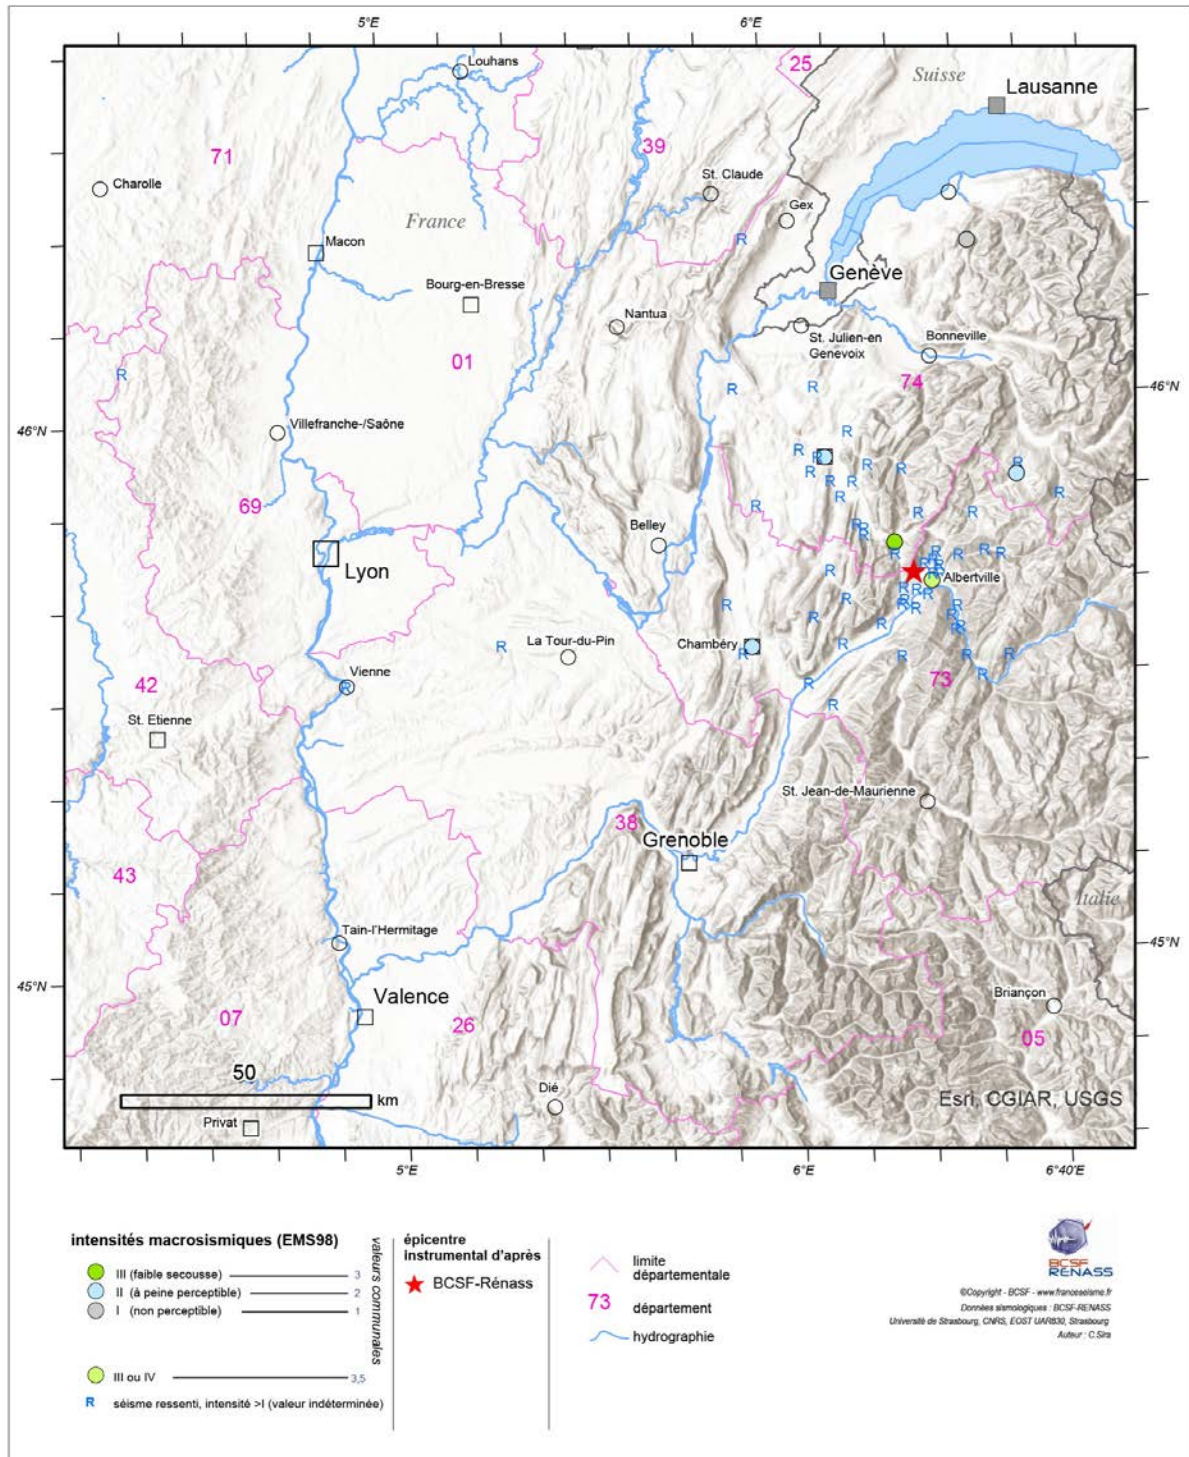 5°E
6°E
Louhans
25
Suisse
Lausanne
71
39
Charolle
St. Claude
Gex
France
Macon
Genève
Bourg-en-Bresse
Nantua
St. Julien-en
Genevoix
Bonneville
01
74
R
R
R
R
46°N
46°N
Villefranche-/Saône
69
Belley
Lyon
Albertville
La Tour-du-Pin
Chambéry
Vienne
R
R
42
73
St. Etienne
St. Jean-de-Maurienne
38
Grenoble
43
Italie
Tain-l'Hermitage
45°N
45°N
Briançon
Valence
07
26
05
50
km
Dié
Esri, CGIAR, USGS
Privat
5°E
6°E
6°40'E
intensités macrosismiques (EMS98)
III (faible secousse) 3
II (à peine perceptible) 2
I (non perceptible) 1
III ou IV 3,5
R séisme ressenti, intensité >I (valeur indéterminée)
valeurs communales
épicentre
instrumental d'après
BCSF-Rénass
limite
départementale
73 département
hydrographie
BCSF
RENASS
©Copyright - BCSF - www.franceseisme.fr
Données sismologiques : BCSF-RENASS
Université de Strasbourg, CNRS, EOST UAR830, Strasbourg
Auteur : C.Sira